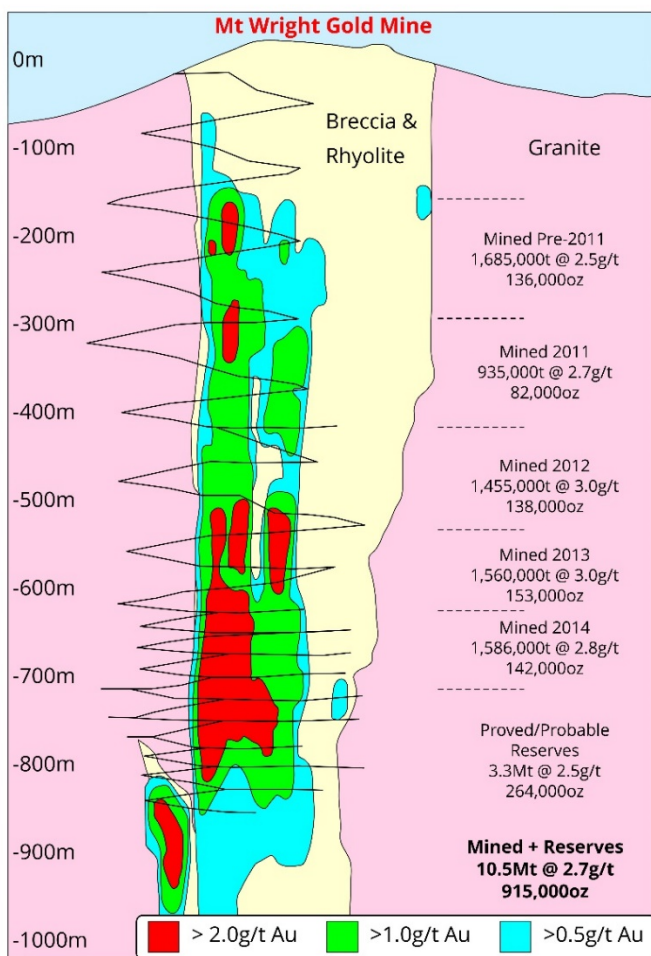 Mt Wright Gold Mine
0m
-100m
-200m
-300m
-400m
-500m
-600m
-700m
-800m
-900m
-1000m
Breccia &
Rhyolite
Granite
Mined Pre-2011
1,685,000t @ 2.5g/t
136,000oz
Mined 2011
935,000t @ 2.7g/t
82,000oz
Mined 2012
1,455,000t @ 3.0g/t
138,000oz
Mined 2013
1,560,000t @ 3.0g/t
153,000oz
Mined 2014
1,586,000t @ 2.8g/t
142,000oz
Proved/Probable
Reserves
3.3Mt @ 2.5g/t
264,000oz
Mined + Reserves
10.5Mt @ 2.7g/t
915,000oz
> 2.0g/t Au
>1.0g/t Au
>0.5g/t Au